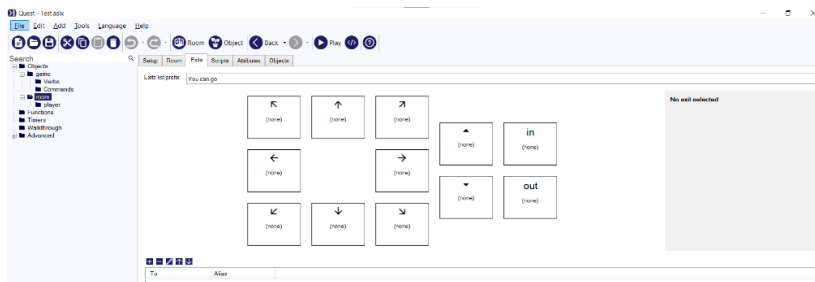 Quest - Test.aslx
File Edit Add Tools Language Help
Room Object Back Play
Search
Setup Room Exits Scripts Attributes Objects
Objects
game
Verbs
Commands
room
player
Functions
Timers
Walkthrough
Advanced
Exits list prefix You can go
(none) (none) (none)
(none) in (none)
(none) (none)
(none) out (none)
(none) (none) (none)
No exit selected
To Alias